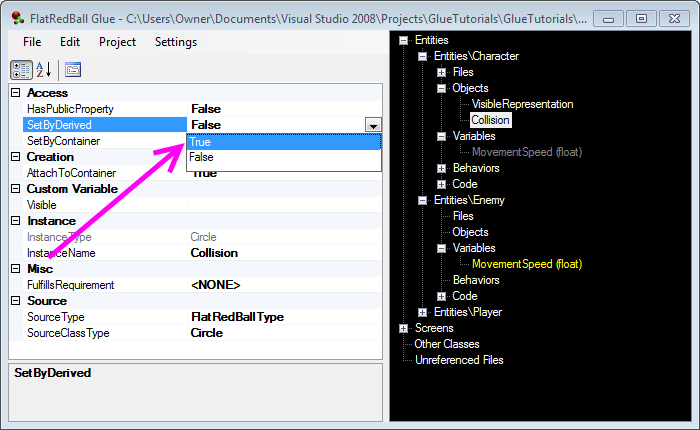 FlatRedBall Glue - C:\Users\Owner\Documents\Visual Studio 2008\Projects\GlueTutorials\GlueTutorials\...
File Edit Project Settings
Access
HasPublicProperty False
SetByDerived False
SetByContainer True
False
Creation
AttachToContainer True
Custom Variable
Visible
Instance
InstanceType Circle
InstanceName Collision
Misc
FulfillsRequirement <NONE>
Source
SourceType FlatRedBallType
SourceClassType Circle
SetByDerived
Entities
Entities\Character
Files
Objects
VisibleRepresentation
Collision
Variables
MovementSpeed (float)
Behaviors
Code
Entities\Enemy
Files
Objects
Variables
MovementSpeed (float)
Behaviors
Code
Entities\Player
Screens
Other Classes
Unreferenced Files